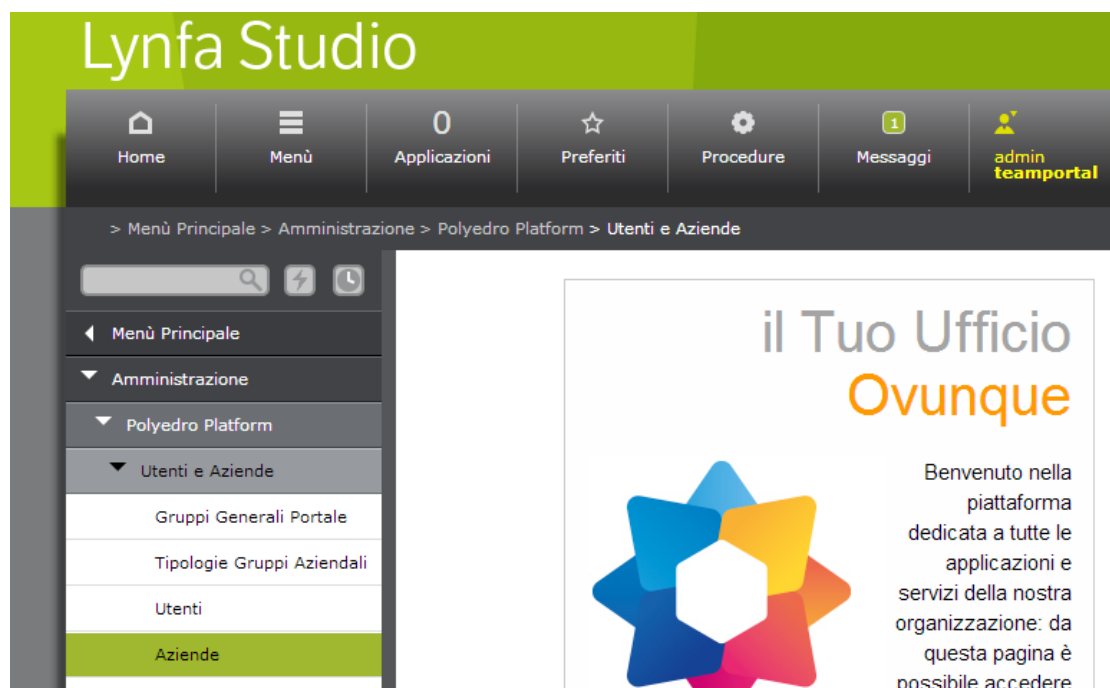 Lynfa Studio
Home
Menù
0
Applicazioni
Preferiti
Procedure
1
Messaggi
admin
teamportal
> Menù Principale > Amministrazione > Polyedro Platform > Utenti e Aziende
Menù Principale
Amministrazione
Polyedro Platform
Utenti e Aziende
Gruppi Generali Portale
Tipologie Gruppi Aziendali
Utenti
Aziende
il Tuo Ufficio
Ovunque
Benvenuto nella
piattaforma
dedicata a tutte le
applicazioni e
servizi della nostra
organizzazione: da
questa pagina è
possibile accedere